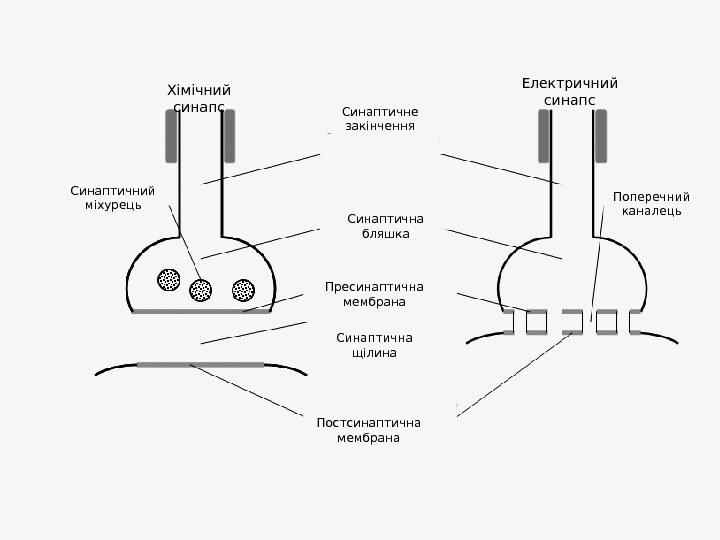 Хімічний
синапс
Електричний
синапс
Синаптичне
закінчення
Синаптичний
міхурець
Поперечний
каналець
Синаптична
бляшка
Пресинаптична
мембрана
Синаптична
щілина
Постсинаптична
мембрана